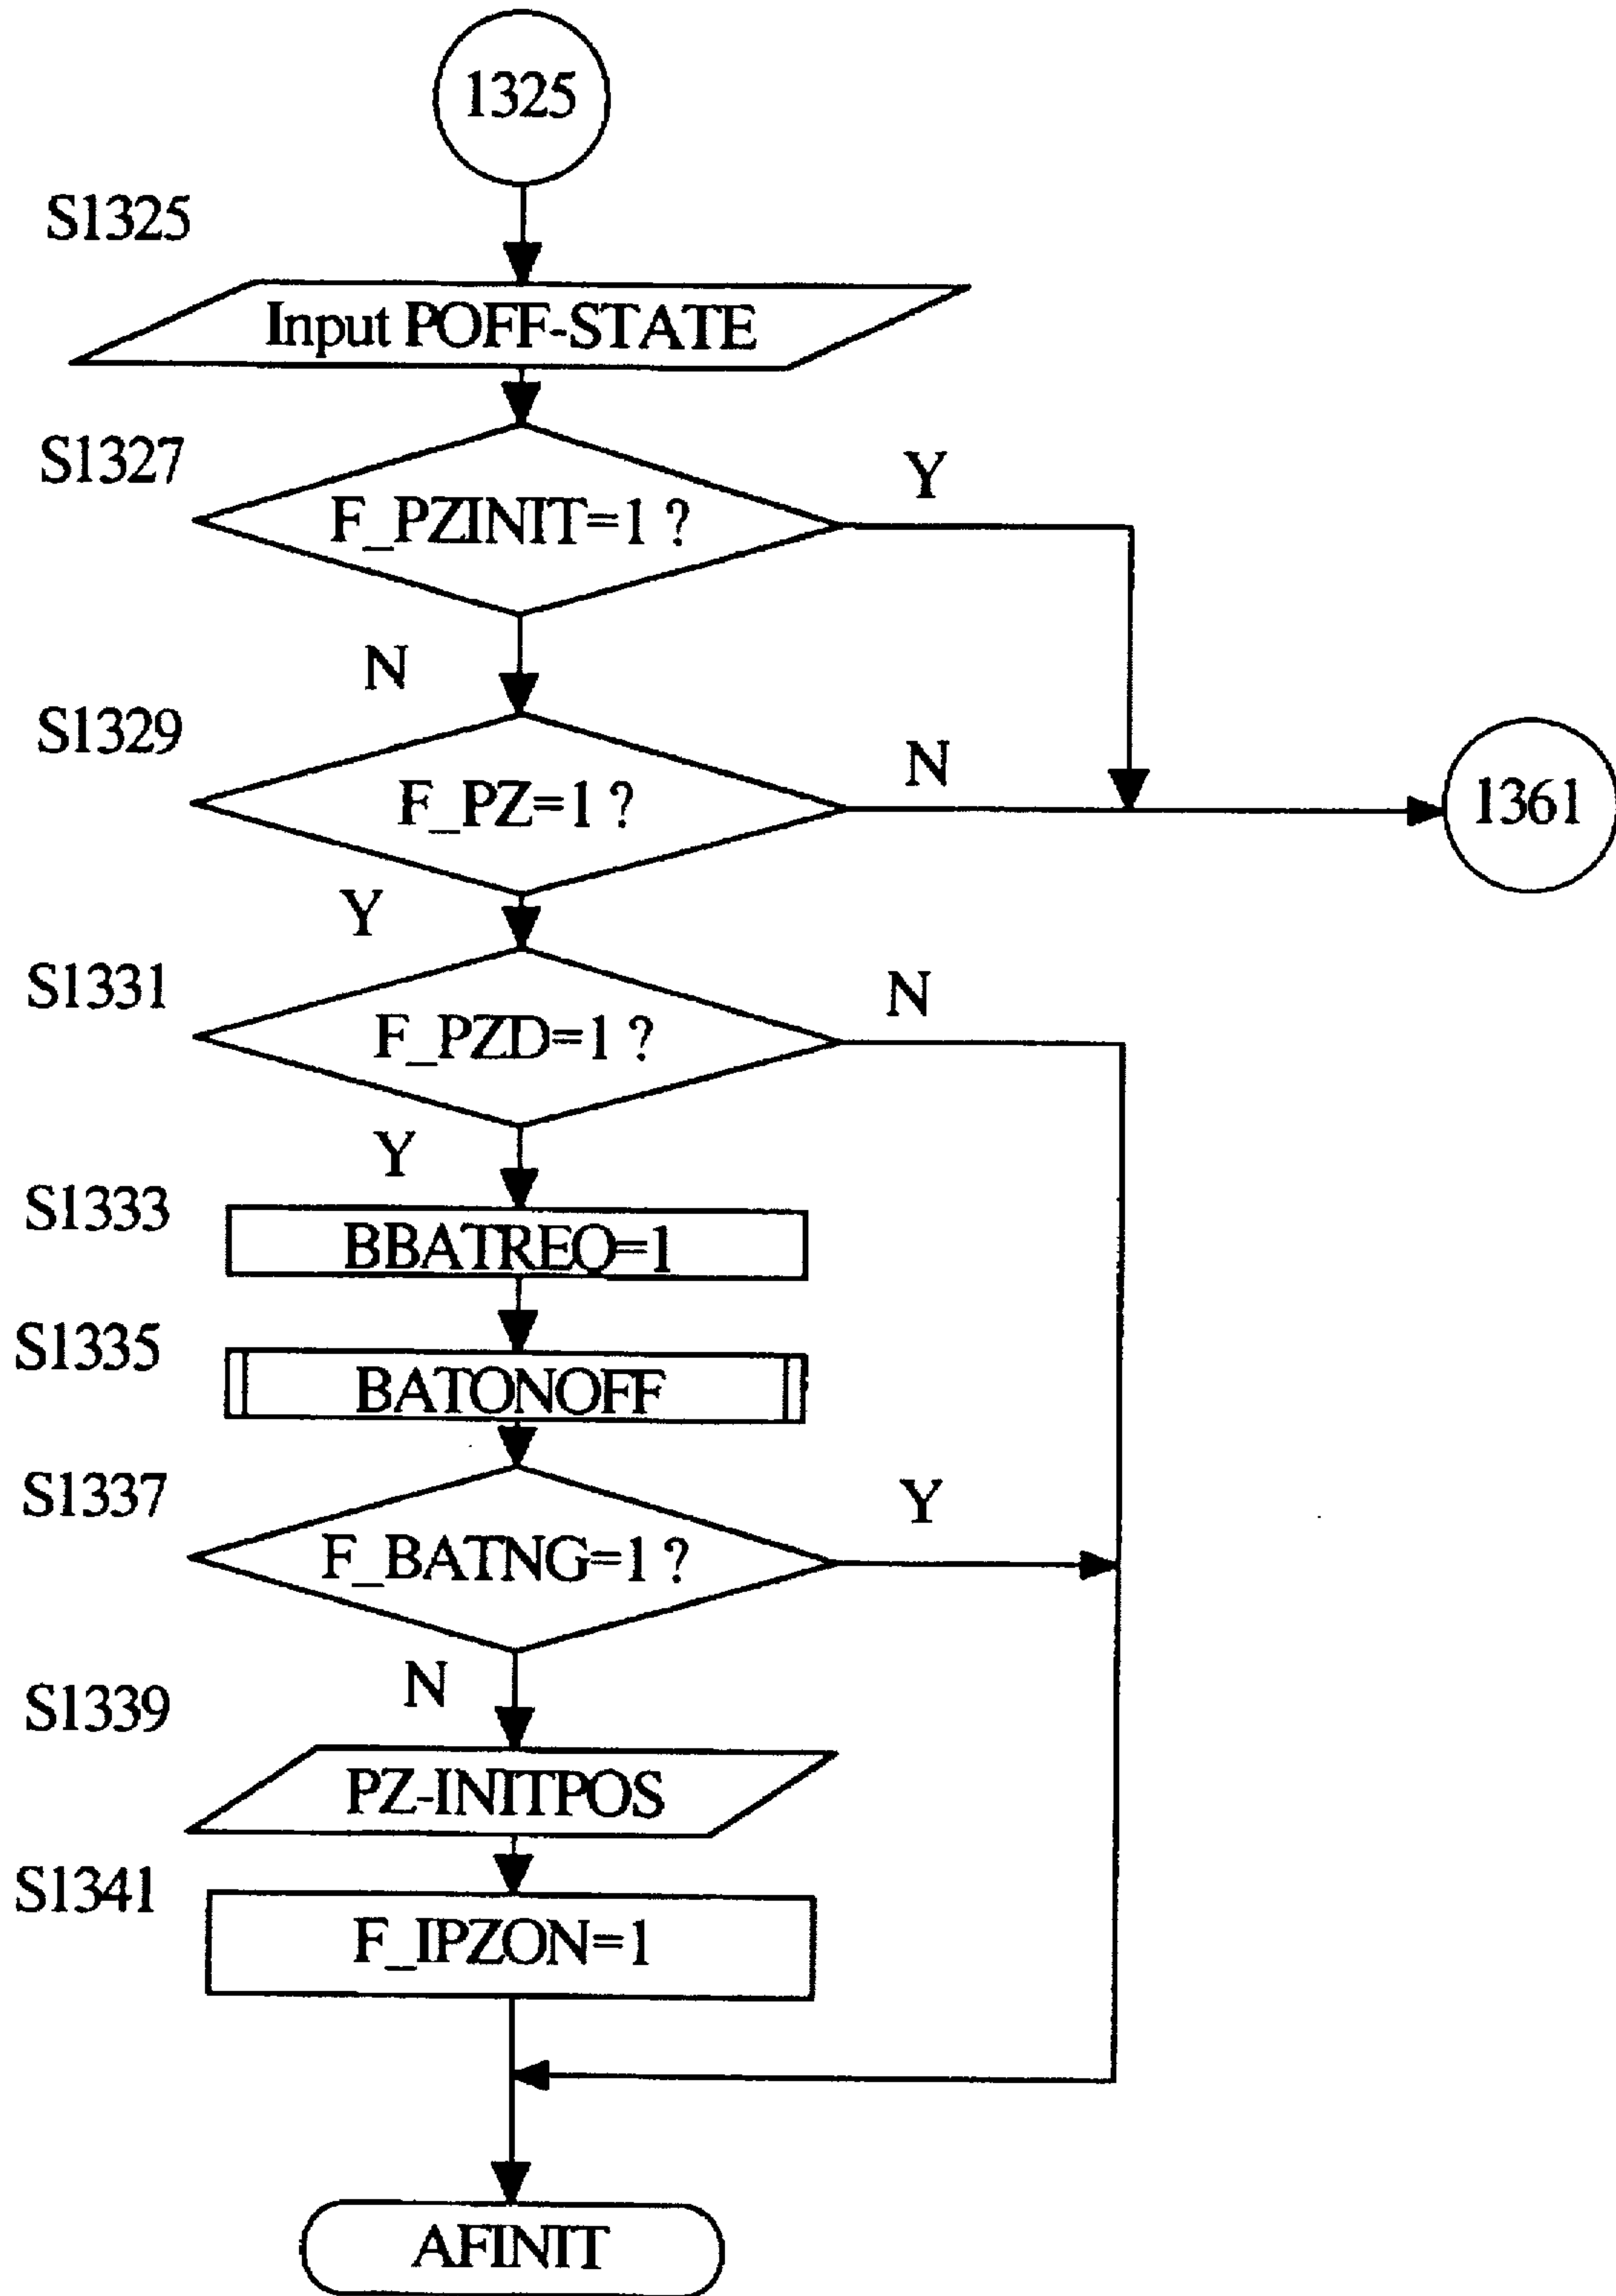 1325
S1325
Input POFF-STATE
S1327
F_PZINIT=1 ?
Y
N
S1329
F_PZ=1 ?
N
1361
Y
S1331
F_PZD=1 ?
N
Y
S1333
BBATREQ=1
S1335
BATONOFF
S1337
F_BATNG=1 ?
Y
N
S1339
PZ-INITPOS
S1341
F_IPZON=1
AFINIT